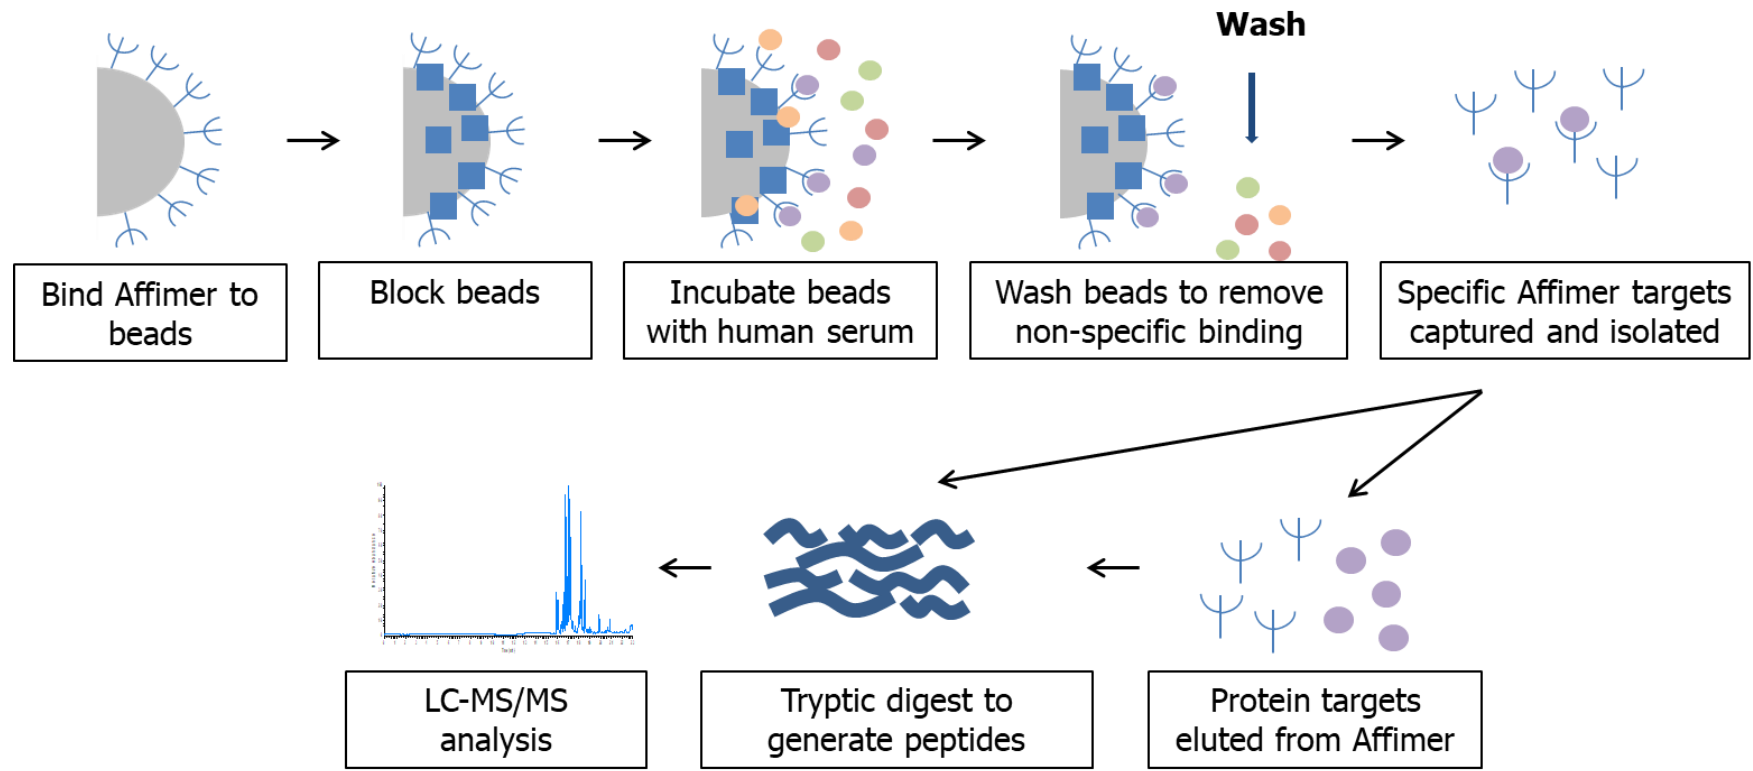 Wash
Bind Affimer to
beads
Block beads
Incubate beads
with human serum
Wash beads to remove
non-specific binding
Specific Affimer targets
captured and isolated
LC-MS/MS
analysis
Tryptic digest to
generate peptides
Protein targets
eluted from Affimer